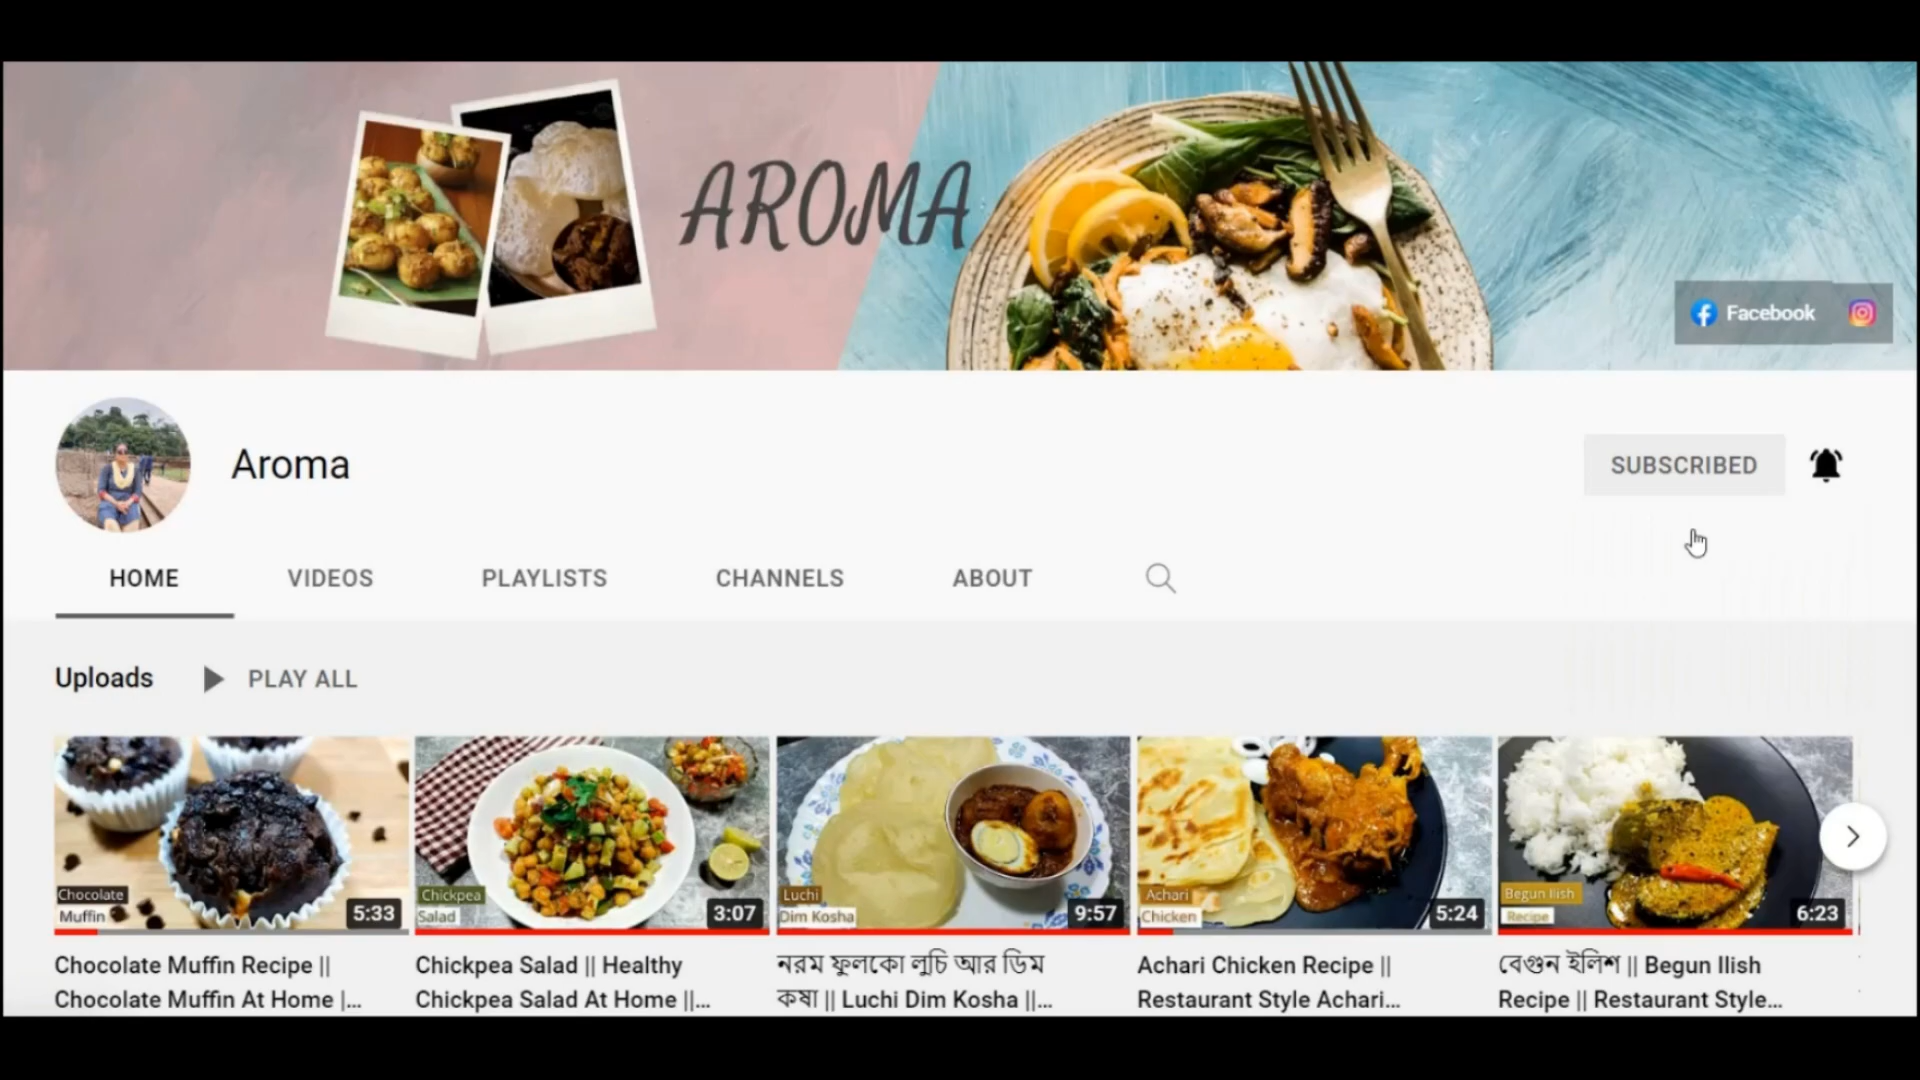 AROMA
Facebook
Aroma
SUBSCRIBED
HOME VIDEOS PLAYLISTS CHANNELS ABOUT
Uploads PLAY ALL
Chocolate
Muffin
5:33
Chickpea
Salad
3:07
Luchi
Dim Kosha
9:57
Achari
Chicken
5:24
Begun Ilish
Recipe
6:23
Chocolate Muffin Recipe ||
Chocolate Muffin At Home |...
Chickpea Salad || Healthy
Chickpea Salad At Home ||...
নরম ফুলকো লুচি আর ডিম
কষা || Luchi Dim Kosha ||...
Achari Chicken Recipe ||
Restaurant Style Achari...
বেগুন ইলিশ || Begun Ilish
Recipe || Restaurant Style...